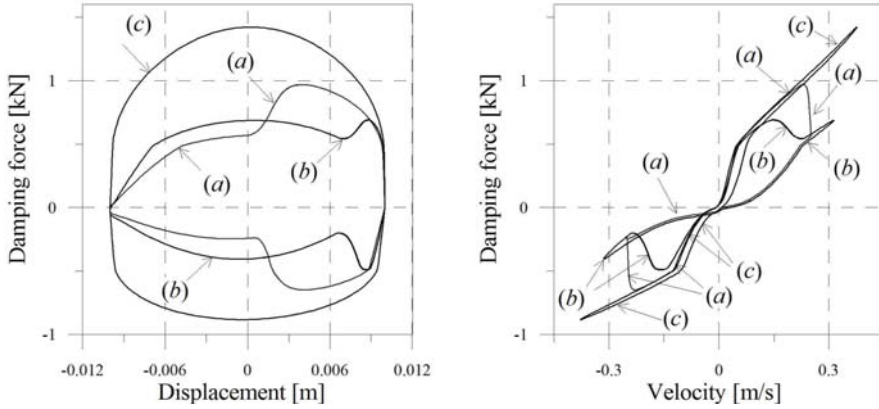 (c)
(a)
(b)
(a)
(b)
Damping force [kN]
1
0
-1
-0.012
-0.006
0
0.006
0.012
Displacement [m]
(c)
(a)
(a)
(b)
(b)
(a)
(c)
(b)
(a)
(c)
Damping force [kN]
1
0
-1
-0.3
0
0.3
Velocity [m/s]